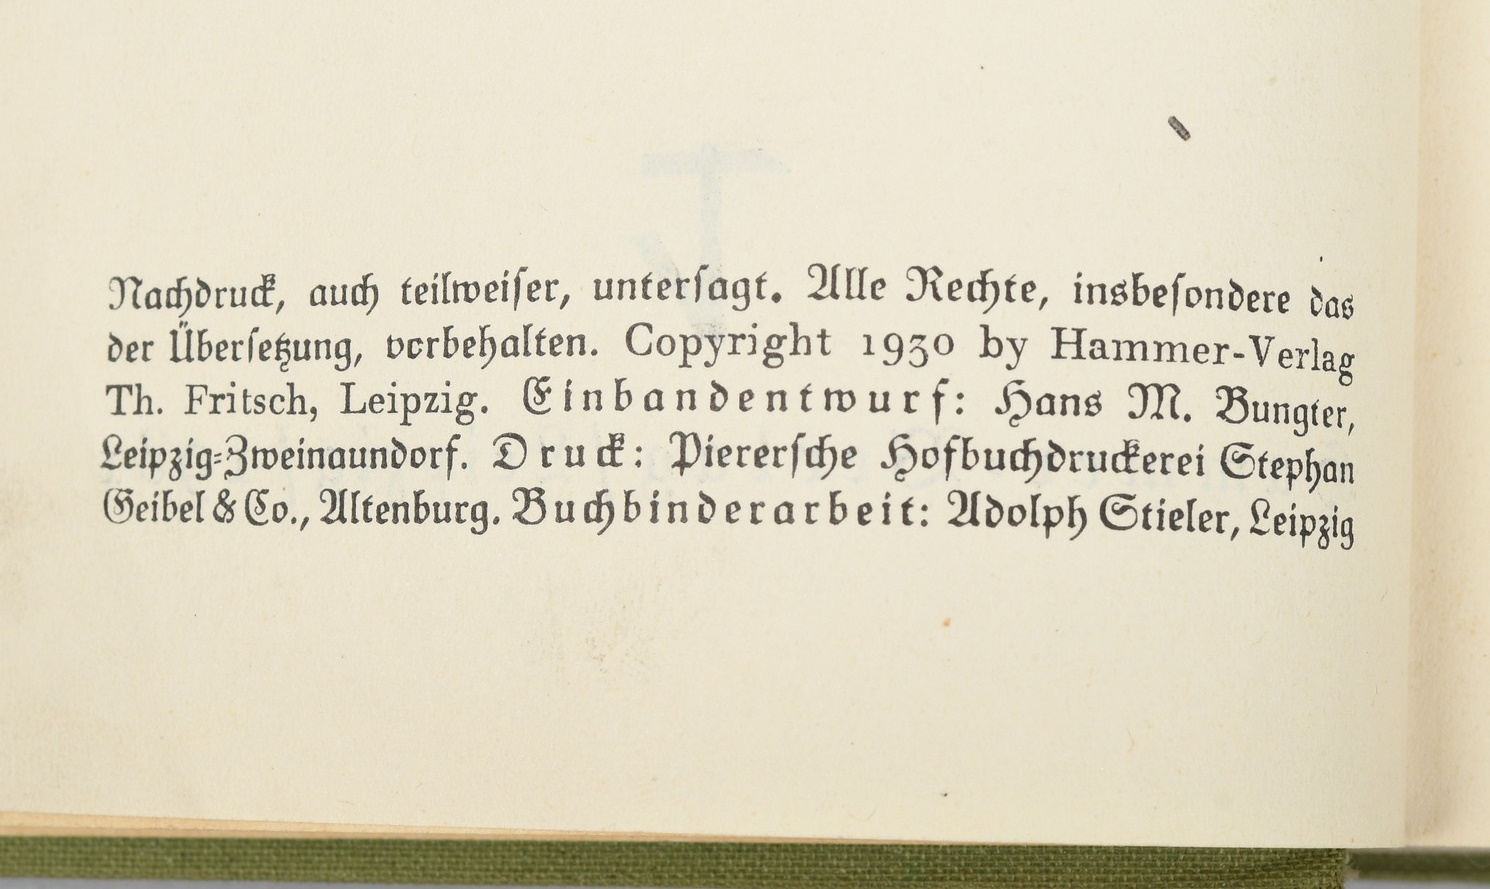 Nachdruck, auch teilweiser, untersagt. Alle Rechte, insbesondere das
der Übersetzung, vorbehalten. Copyright 1930 by Hammer-Verlag
Th. Fritsch, Leipzig. Einbandentwurf: Hans M. Bungter,
Leipzig-Zweinaundorf. Druck: Pierersche Hofbuchdruckerei Stephan
Geibel & Co., Altenburg. Buchbinderarbeit: Adolph Stieler, Leipzig